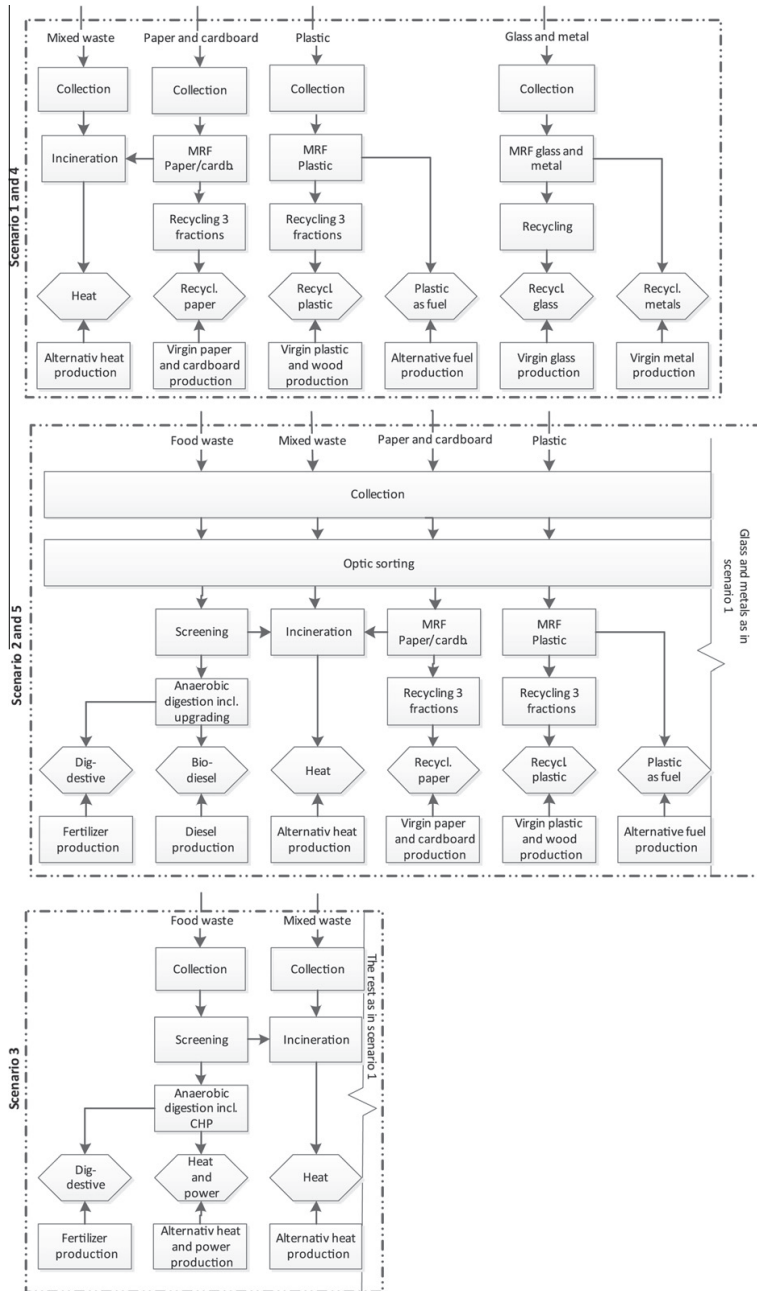 Scenario 1 and 4
Mixed waste
Paper and cardboard
Plastic
Glass and metal
Collection
Collection
Collection
Collection
Incineration
MRF
Paper/cardb.
MRF
Plastic
MRF glass and
metal
Recycling 3
fractions
Recycling 3
fractions
Recycling
Heat
Recycl.
paper
Recycl.
plastic
Plastic
as fuel
Recycl.
glass
Recycl.
metals
Alternativ heat
production
Virgin paper
and cardboard
production
Virgin plastic
and wood
production
Alternative fuel
production
Virgin glass
production
Virgin metal
production
Scenario 2 and 5
Food waste
Mixed waste
Paper and cardboard
Plastic
Collection
Optic sorting
Glass and metals as in
scenario 1
Screening
Incineration
MRF
Paper/cardb.
MRF
Plastic
Anaerobic
digestion incl.
upgrading
Recycling 3
fractions
Recycling 3
fractions
Dig-
destive
Bio-
diesel
Heat
Recycl.
paper
Recycl.
plastic
Plastic
as fuel
Fertilizer
production
Diesel
production
Alternativ heat
production
Virgin paper
and cardboard
production
Virgin plastic
and wood
production
Alternative fuel
production
Scenario 3
Food waste
Mixed waste
Collection
Collection
The rest as in scenario 1
Screening
Incineration
Anaerobic
digestion incl.
CHP
Dig-
destive
Heat
and
power
Heat
Fertilizer
production
Alternativ heat
and power
production
Alternativ heat
production